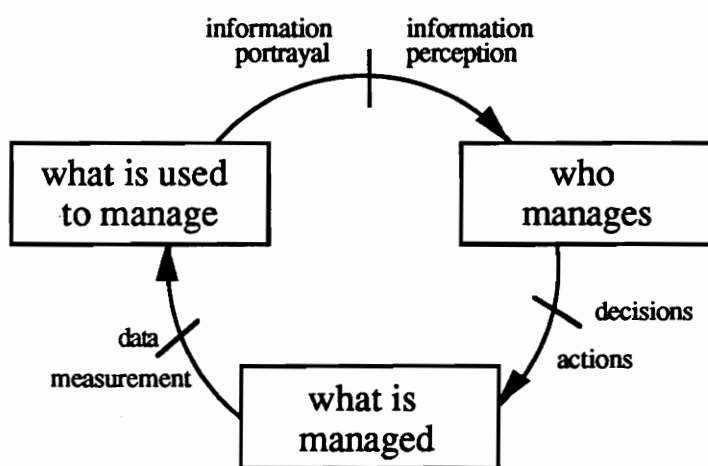 information
portrayal
information
perception
what is used
to manage
who
manages
decisions
actions
data
measurement
what is
managed